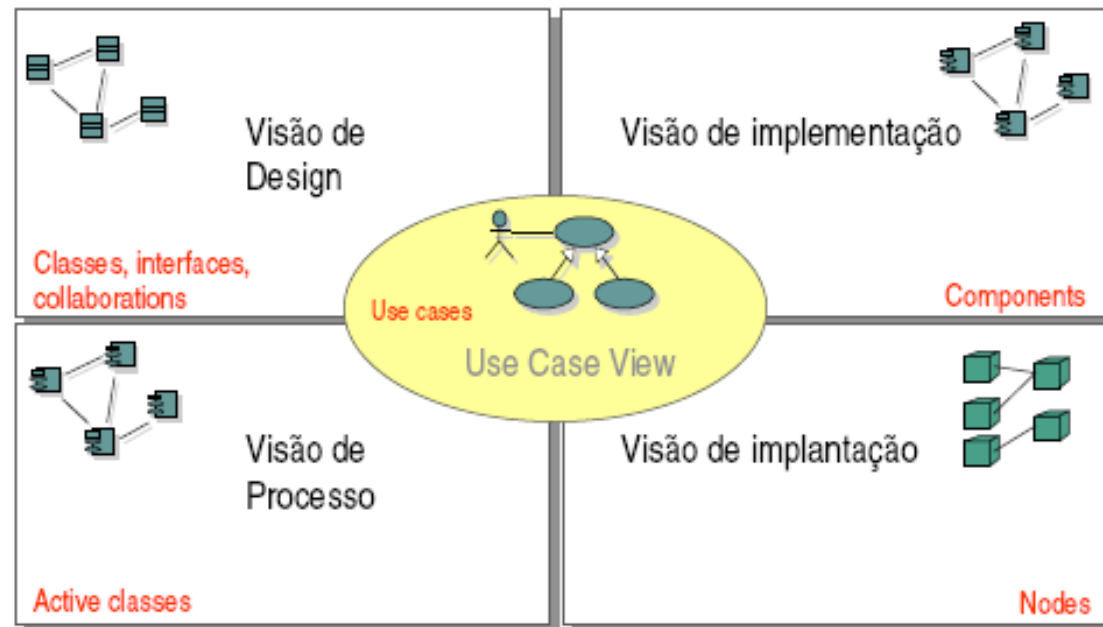 Visão de
Design
Classes, interfaces,
collaborations
Visão de implementação
Components
Use cases
Use Case View
Visão de
Processo
Active classes
Visão de implantação
Nodes